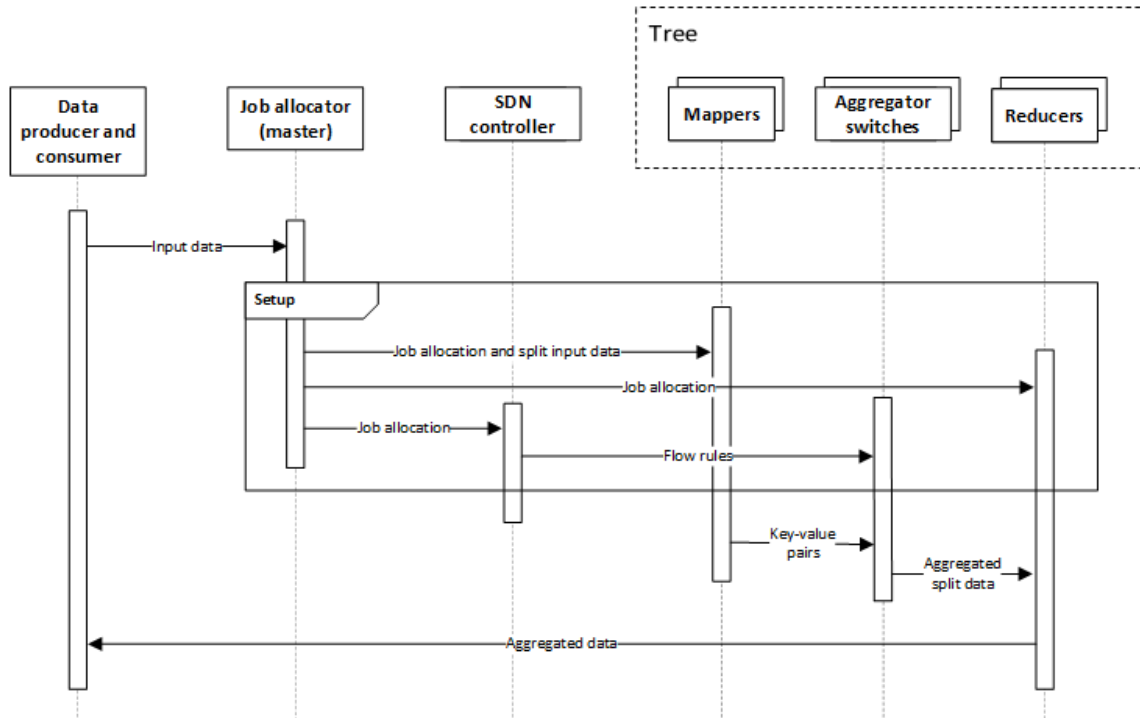 Tree
Data
producer and
consumer
Job allocator
(master)
SDN
controller
Mappers
Aggregator
switches
Reducers
Input data
Setup
Job allocation and split input data
Job allocation
Job allocation
Flow rules
Key-value
pairs
Aggregated
split data
Aggregated data